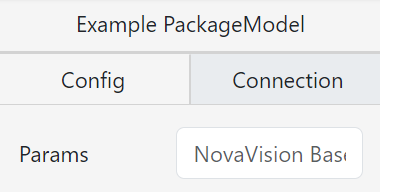 Example PackageModel
Config Connection
Params NovaVision Base